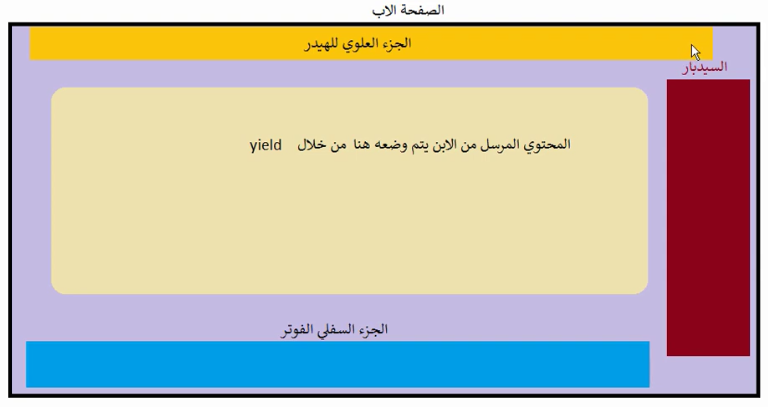 الصفحة الاب
الجزء العلوي للهيدر
السيدبار
المحتوي المرسل من الابن يتم وضعه هنا من خلال yield
الجزء السفلي الفوتر